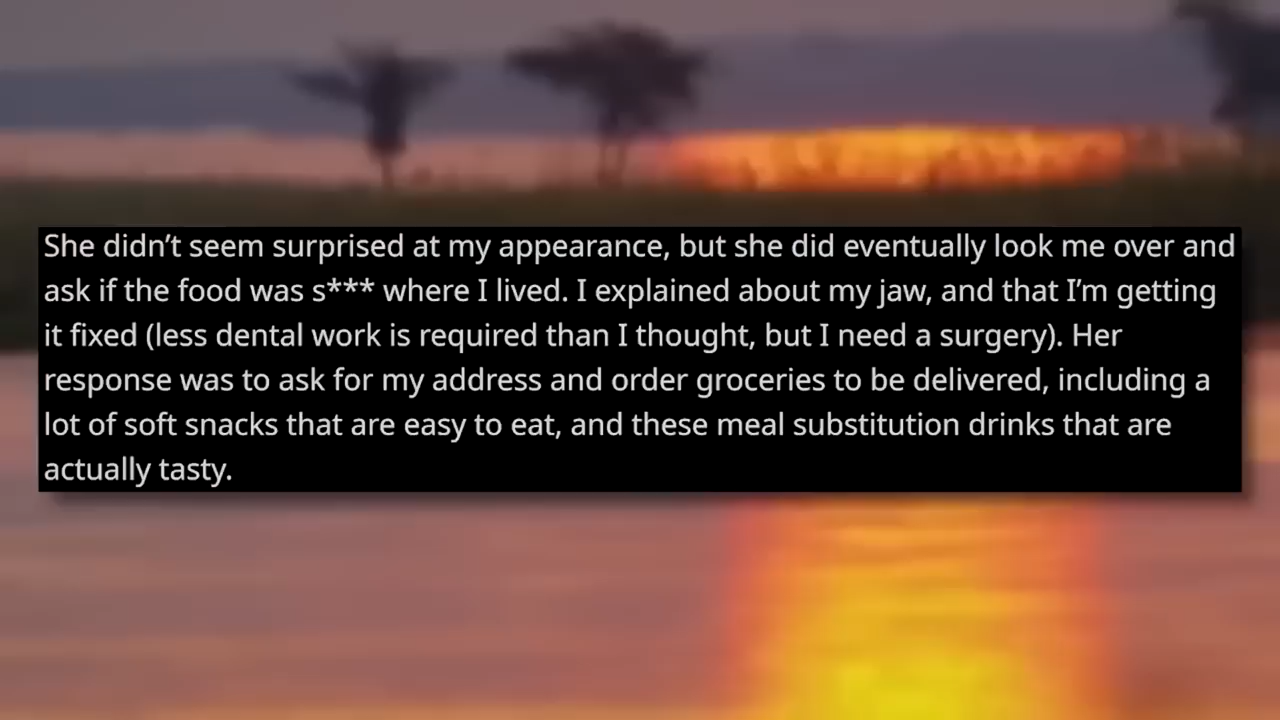 She didn’t seem surprised at my appearance, but she did eventually look me over and
ask if the food was s*** where I lived. I explained about my jaw, and that I’m getting
it fixed (less dental work is required than I thought, but I need a surgery). Her
response was to ask for my address and order groceries to be delivered, including a
lot of soft snacks that are easy to eat, and these meal substitution drinks that are
actually tasty.